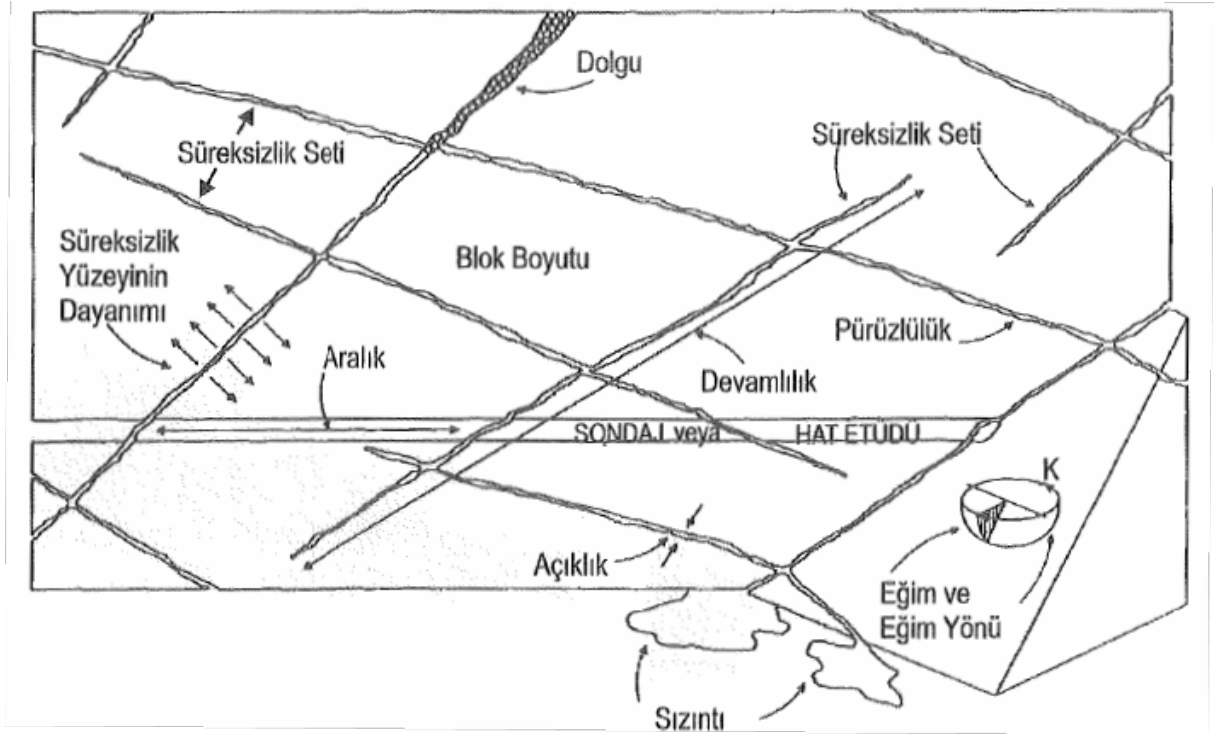 Dolgu
Süreksizlik Seti
Süreksizlik Seti
Süreksizlik
Yüzeyinin
Dayanımı
Blok Boyutu
Pürüzlülük
Aralık
Devamlılık
SONDAJ veya HAT ETÜDÜ
K
Açıklık
Eğim ve
Eğim Yönü
Sızıntı